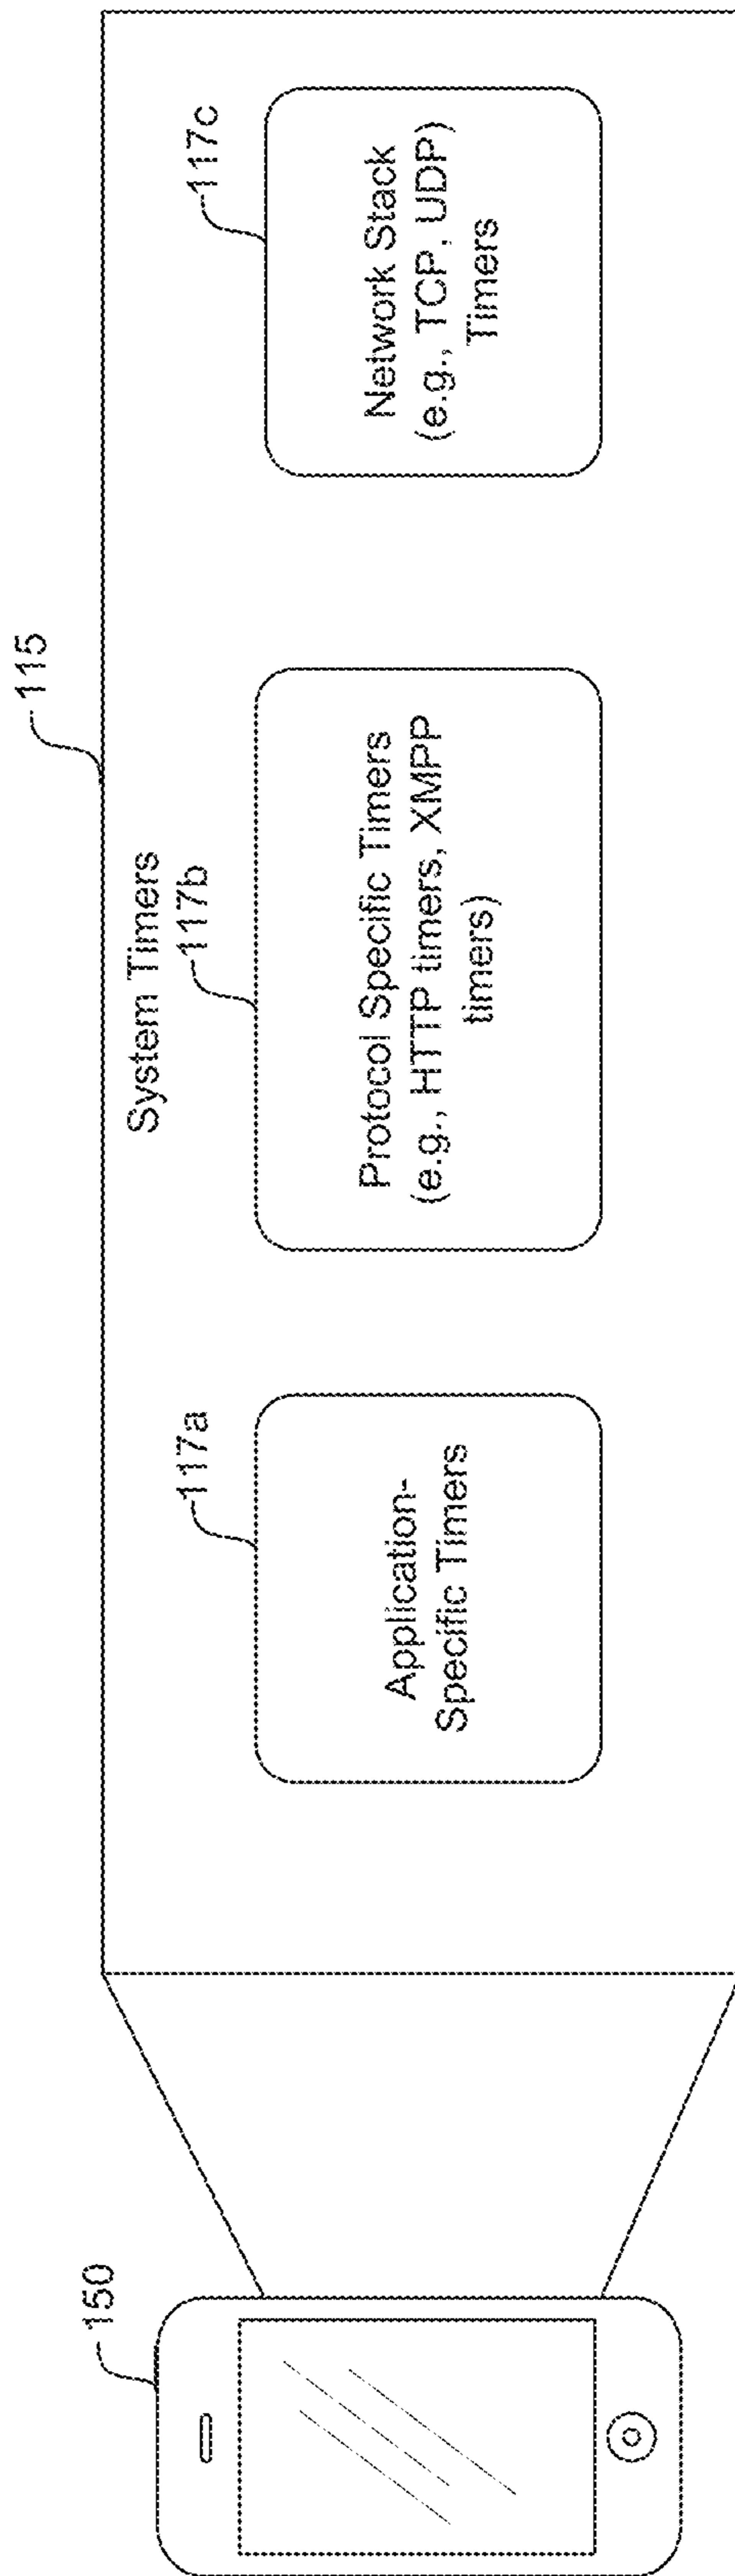 150
115
System Timers
117a
Application-
Specific Timers
117b
Protocol Specific Timers
(e.g., HTTP timers, XMPP
timers)
117c
Network Stack
(e.g., TCP, UDP)
Timers